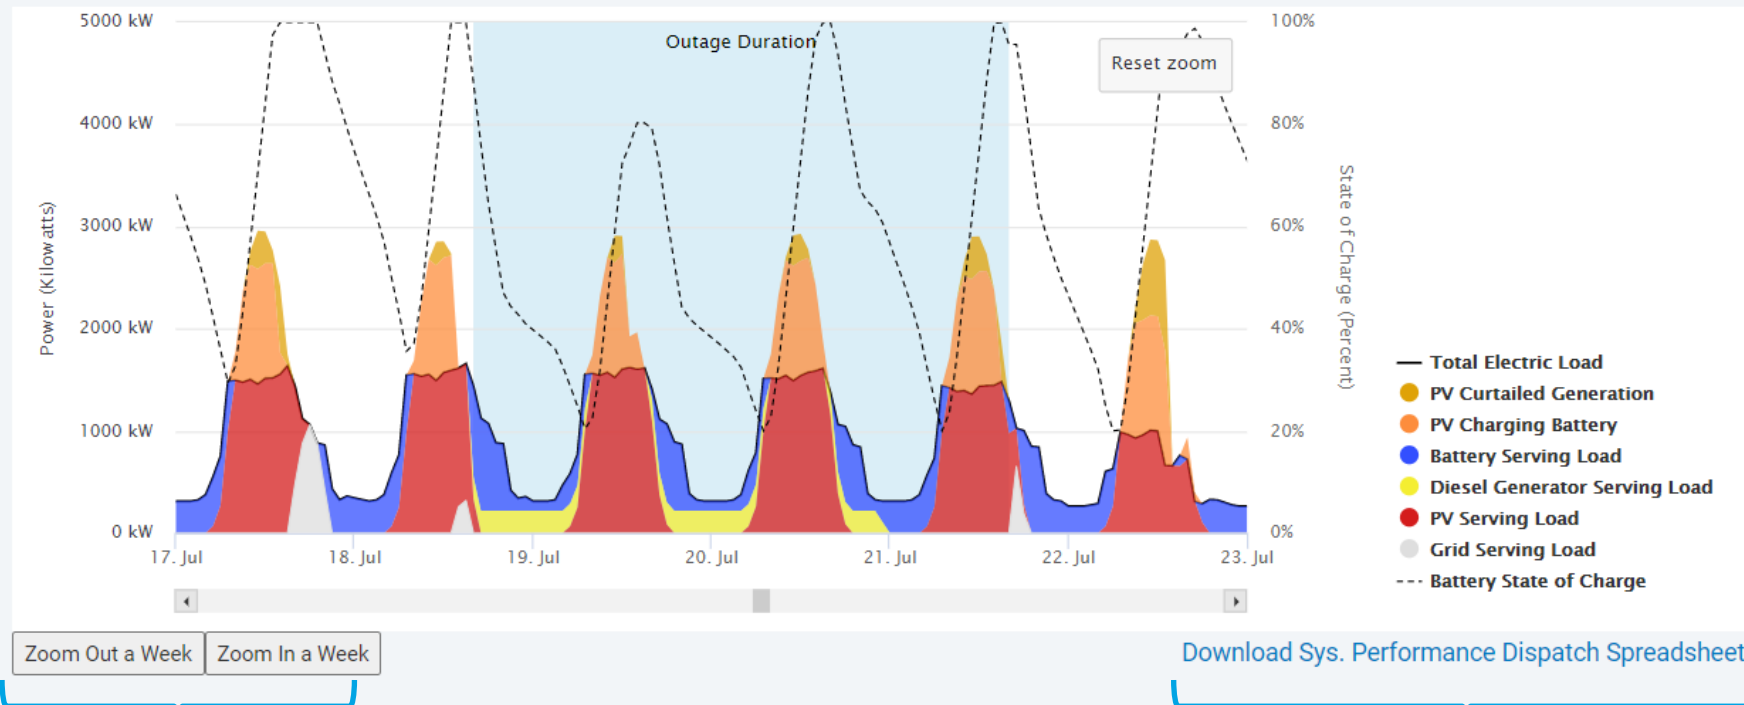 5000 kW
4000 kW
3000 kW
2000 kW
1000 kW
0 kW
Power (Kilowatts)
Outage Duration
Reset zoom
100%
80%
60%
40%
20%
0%
State of Charge (Percent)
17. Jul
18. Jul
19. Jul
20. Jul
21. Jul
22. Jul
23. Jul
Total Electric Load
PV Curtailed Generation
PV Charging Battery
Battery Serving Load
Diesel Generator Serving Load
PV Serving Load
Grid Serving Load
Battery State of Charge
Zoom Out a Week
Zoom In a Week
Download Sys. Performance Dispatch Spreadsheet